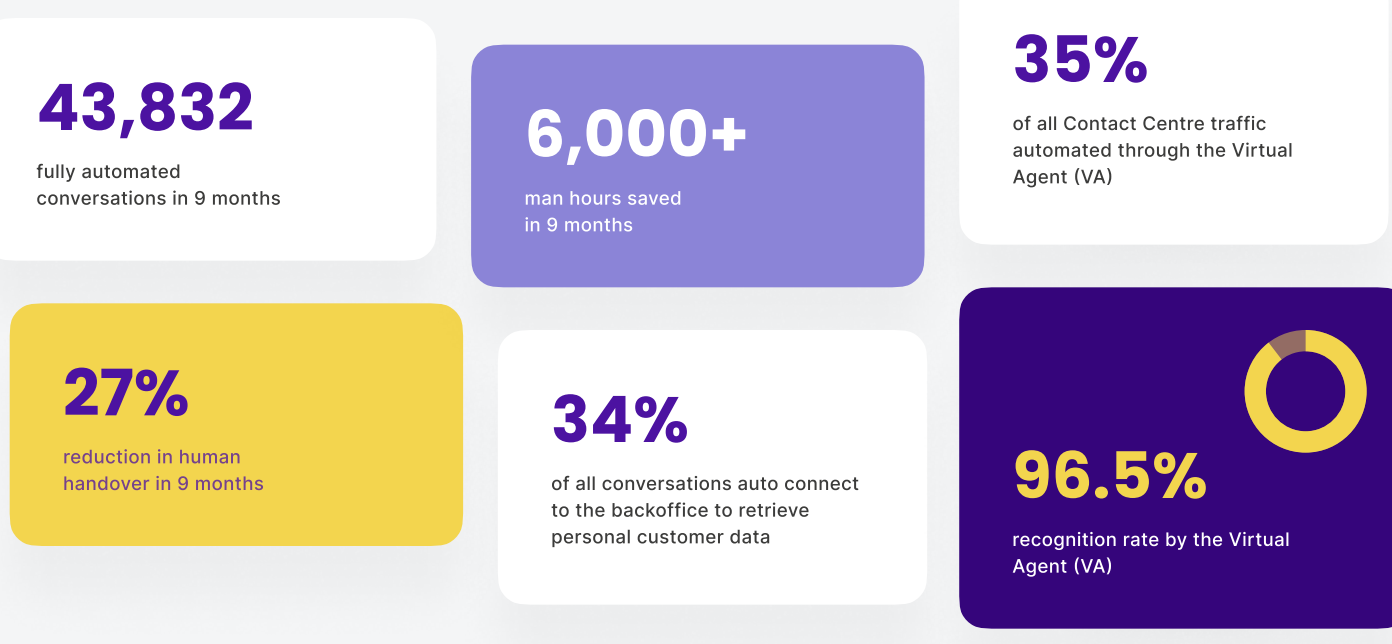 43,832
fully automated
conversations in 9 months
6,000+
man hours saved
in 9 months
35%
of all Contact Centre traffic
automated through the Virtual
Agent (VA)
27%
reduction in human
handover in 9 months
34%
of all conversations auto connect
to the backoffice to retrieve
personal customer data
96.5%
recognition rate by the Virtual
Agent (VA)